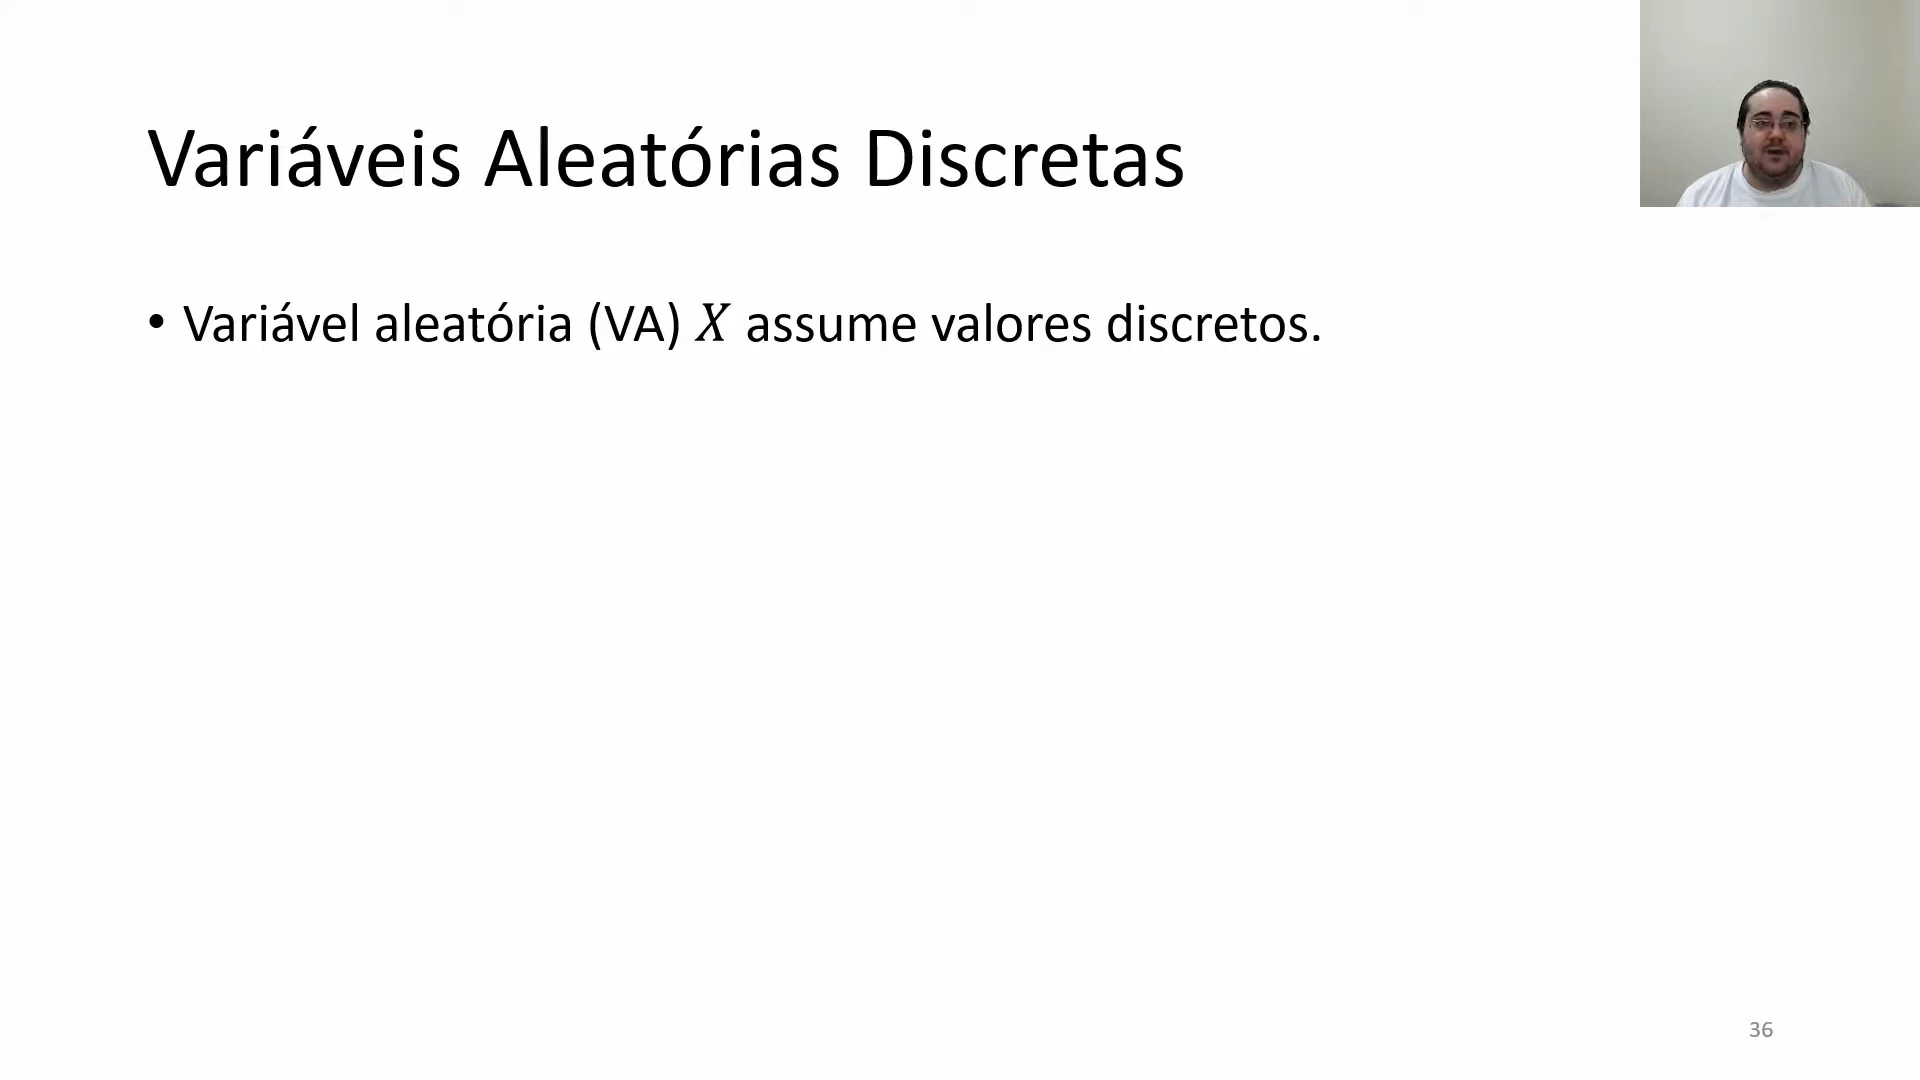 Variáveis Aleatórias Discretas
• Variável aleatória (VA) X assume valores discretos.
36